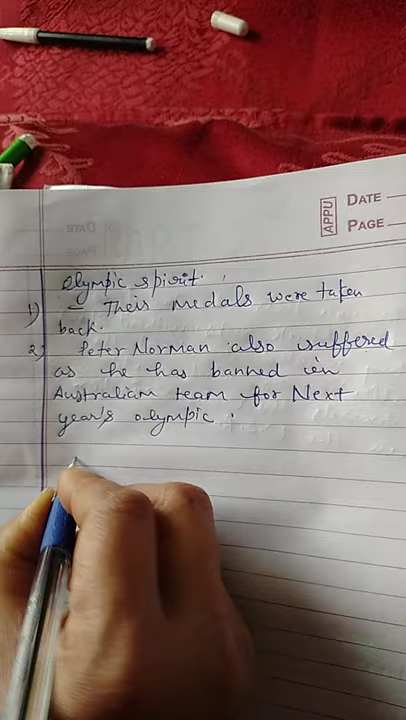 APPU
DATE
PAGE
Olympic spirit.
1) - Their medals were taken
back.
2) Peter Norman also suffered
as he has banned in
Australian team for Next
year's olympic.